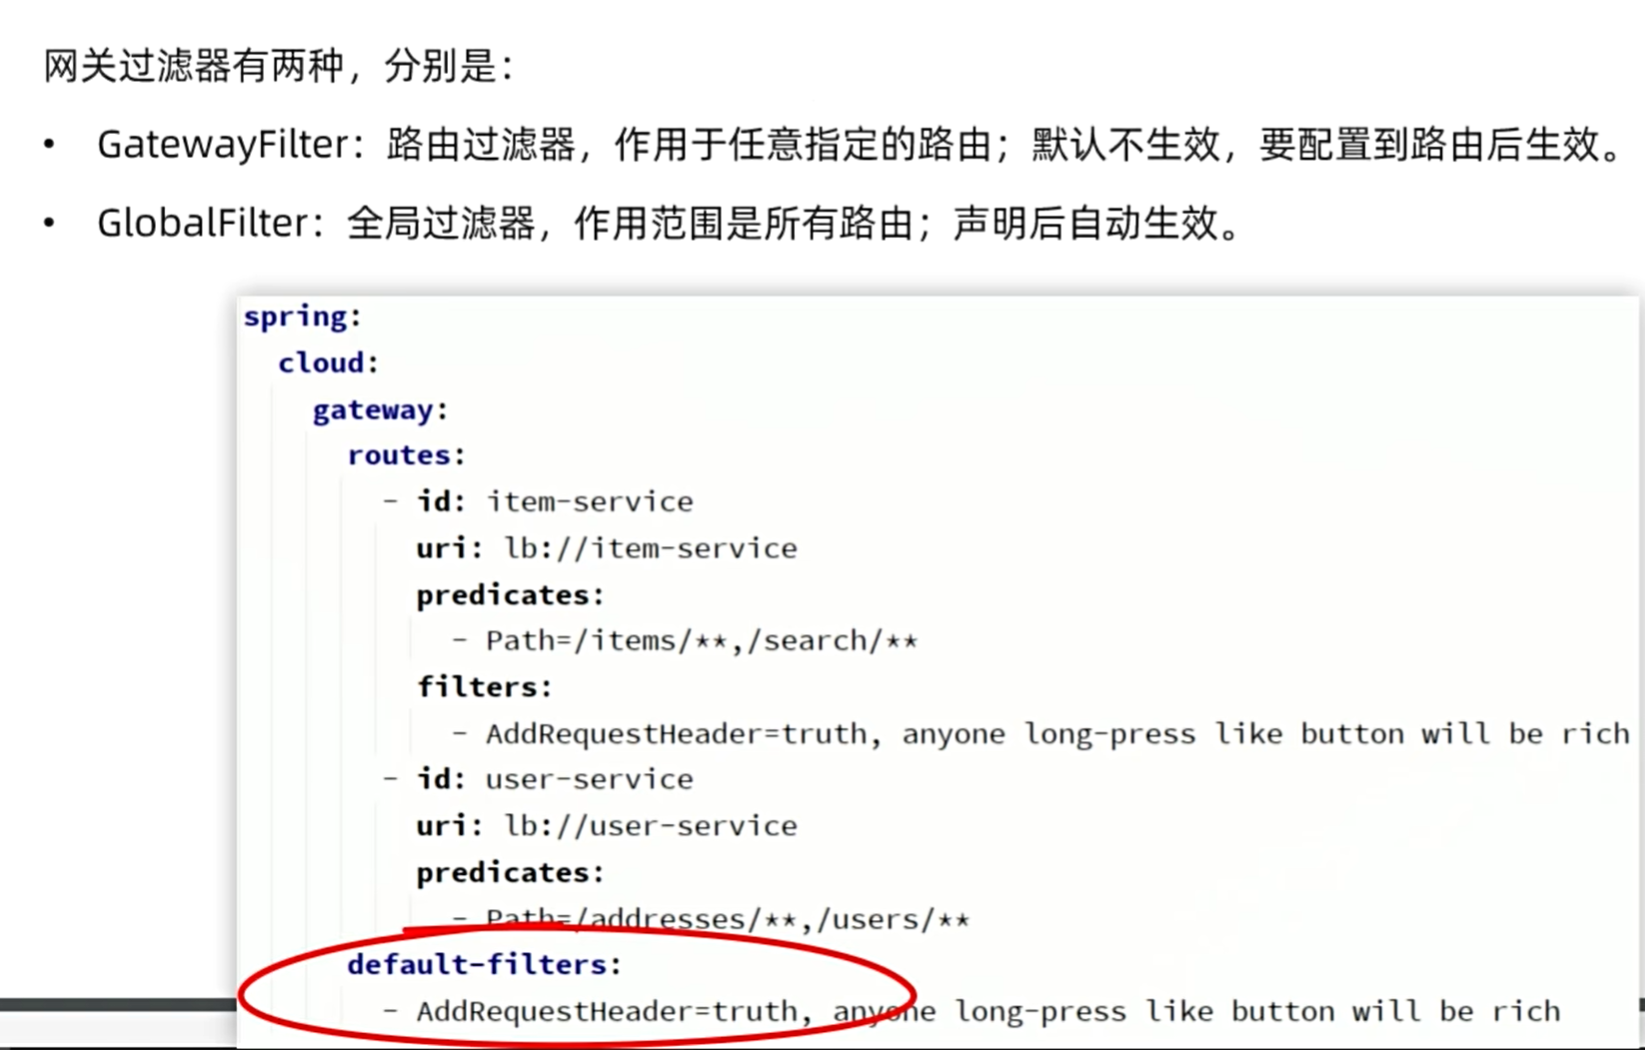 网关过滤器有两种，分别是：
• GatewayFilter：路由过滤器，作用于任意指定的路由；默认不生效，要配置到路由后生效。
• GlobalFilter：全局过滤器，作用范围是所有路由；声明后自动生效。
spring:
  cloud:
    gateway:
      routes:
        - id: item-service
          uri: lb://item-service
          predicates:
            - Path=/items/**,/search/**
          filters:
            - AddRequestHeader=truth, anyone long-press like button will be rich
        - id: user-service
          uri: lb://user-service
          predicates:
            - Path=/addresses/**,/users/**
      default-filters:
        - AddRequestHeader=truth, anyone long-press like button will be rich